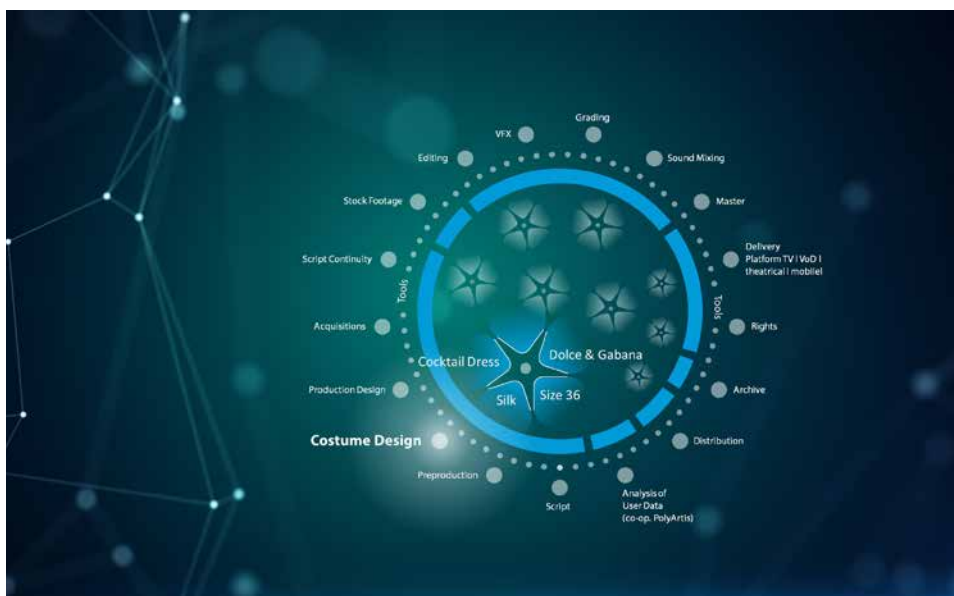 Grading
VFX
Sound Mixing
Editing
Master
Stock Footage
Delivery
Platform TV I VoD I
theatrical I mobilel
Script Continuity
Tools
Tools
Rights
Acquisitions
Archive
Production Design
Distribution
Costume Design
Preproduction
Script
Analysis of
User Data
(co-op. PolyArtis)
Cocktail Dress
Dolce & Gabana
Silk
Size 36